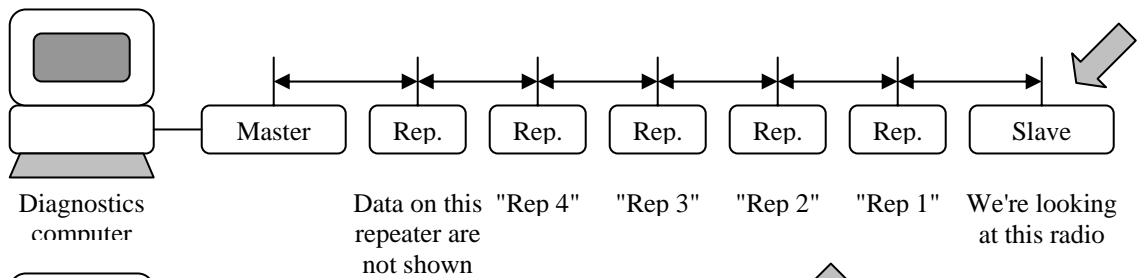 Master
Rep.
Rep.
Rep.
Rep.
Rep.
Slave
Diagnostics
computer
Data on this
repeater are
not shown
"Rep 4"
"Rep 3"
"Rep 2"
"Rep 1"
We're looking
at this radio